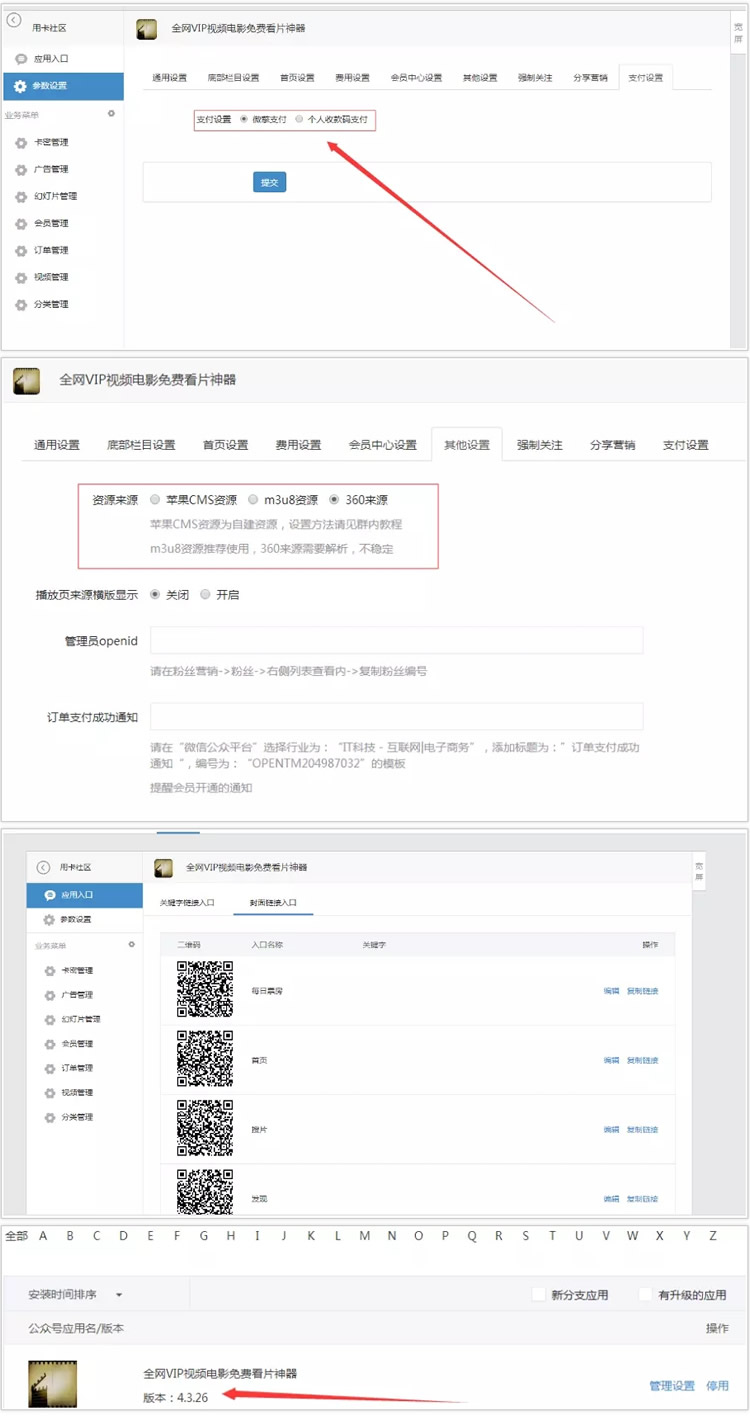 用卡社区
全网VIP视频电影免费看片神器
宽屏
应用入口
参数设置
通用设置 底部栏目设置 首页设置 费用设置 会员中心设置 其他设置 强制关注 分享营销 支付设置
业务菜单
支付设置 微擎支付 个人收款码支付
卡密管理
广告管理
提交
幻灯片管理
会员管理
订单管理
视频管理
分类管理
全网VIP视频电影免费看片神器
通用设置 底部栏目设置 首页设置 费用设置 会员中心设置 其他设置 强制关注 分享营销 支付设置
资源来源 苹果CMS资源 m3u8资源 360来源
苹果CMS资源为自建资源，设置方法请见群内教程
m3u8资源推荐使用，360来源需要解析，不稳定
播放页来源横版显示 关闭 开启
管理员openid
请在粉丝营销->粉丝->右侧列表查看内->复制粉丝编号
订单支付成功通知
请在“微信公众平台”选择行业为：“IT科技 - 互联网|电子商务”，添加标题为：”订单支付成功
通知“，编号为：“OPENTM204987032”的模板
提醒会员开通的通知
用卡社区
全网VIP视频电影免费看片神器
宽屏
应用入口
参数设置
关键字链接入口 封面链接入口
业务菜单
二维码 入口名称 关键字 操作
卡密管理
广告管理
每日票房 编辑 复制链接
幻灯片管理
会员管理
首页 编辑 复制链接
订单管理
视频管理
分类管理
搜片 编辑 复制链接
发现 编辑 复制链接
全部 A B C D E F G H I J K L M N O P Q R S T U V W X Y Z
安装时间排序 新分支应用 有升级的应用
公众号应用名/版本 操作
全网VIP视频电影免费看片神器
版本：4.3.26
管理设置 停用